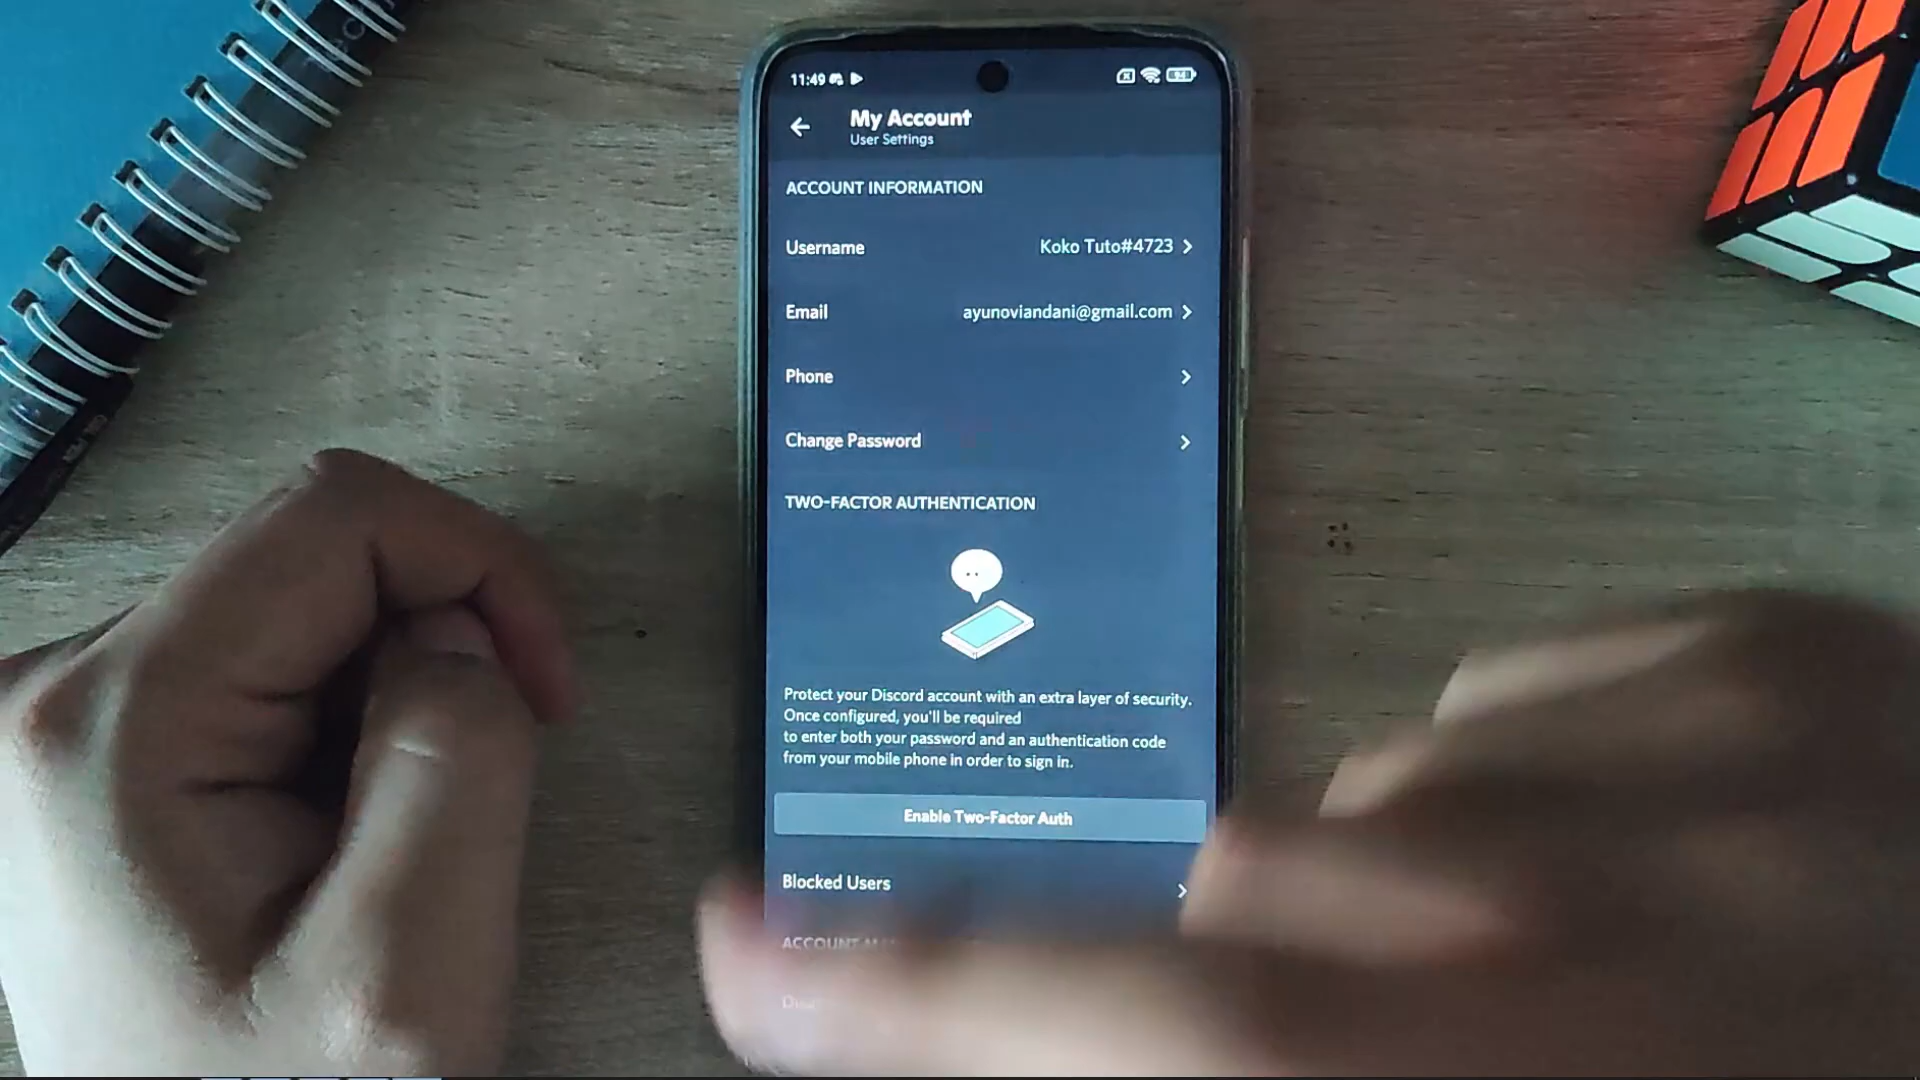 11:49
94
My Account
User Settings
ACCOUNT INFORMATION
Username Koko Tuto#4723
Email ayunoviandani@gmail.com
Phone
Change Password
TWO-FACTOR AUTHENTICATION
Protect your Discord account with an extra layer of security.
Once configured, you'll be required
to enter both your password and an authentication code
from your mobile phone in order to sign in.
Enable Two-Factor Auth
Blocked Users
ACCOUNT